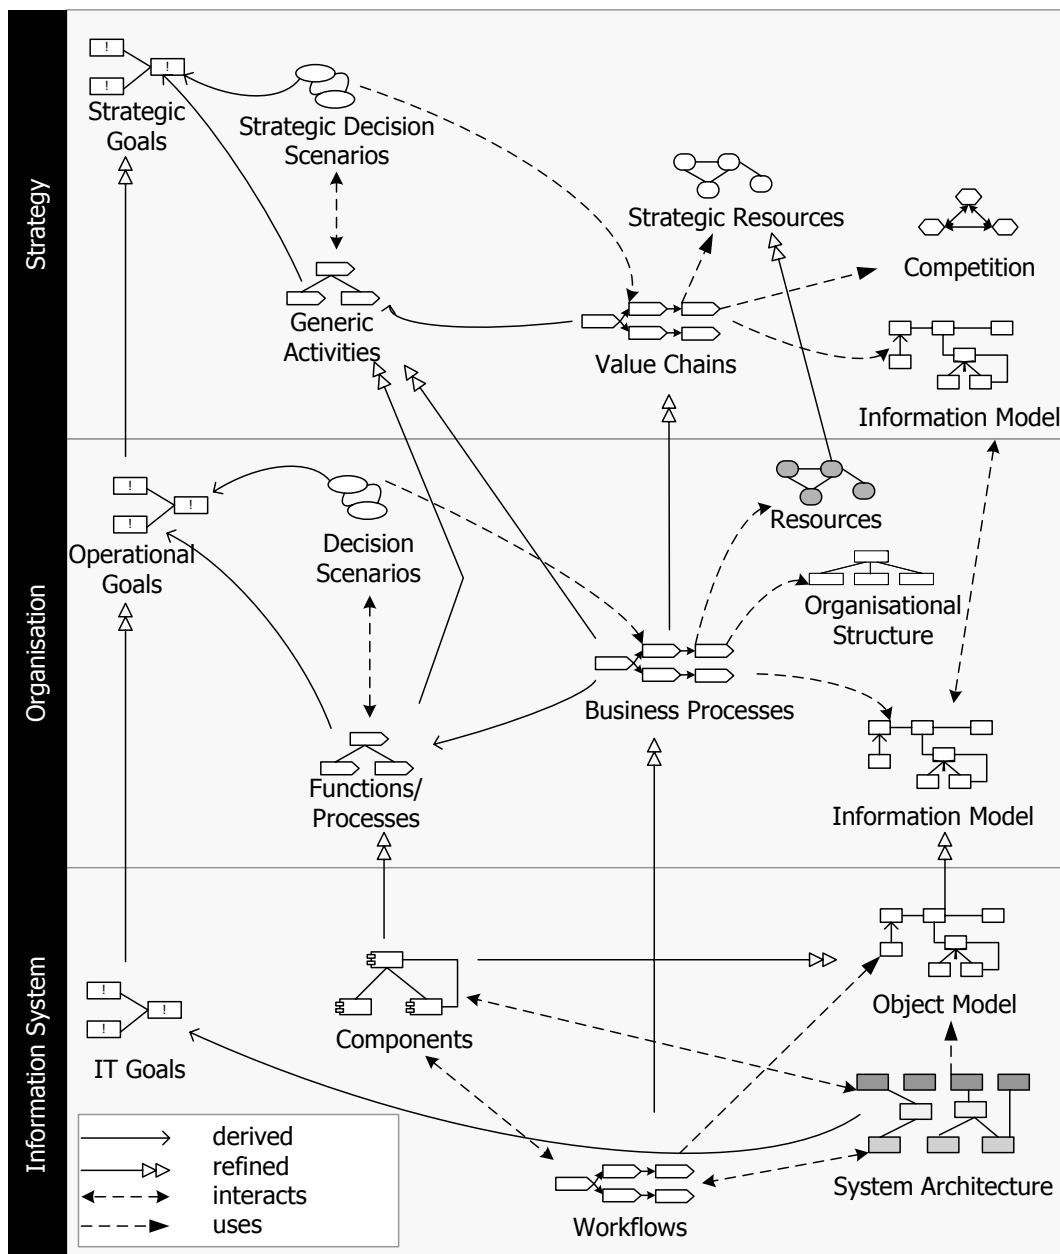 Strategy
!
!
!
Strategic
Goals
Strategic Decision
Scenarios
Strategic Resources
Competition
Generic
Activities
Value Chains
Information Model
Organisation
!
!
!
Operational
Goals
Decision
Scenarios
Resources
Organisational
Structure
Business Processes
Functions/
Processes
Information Model
Information System
!
!
!
IT Goals
Components
Object Model
System Architecture
Workflows
derived
refined
interacts
uses